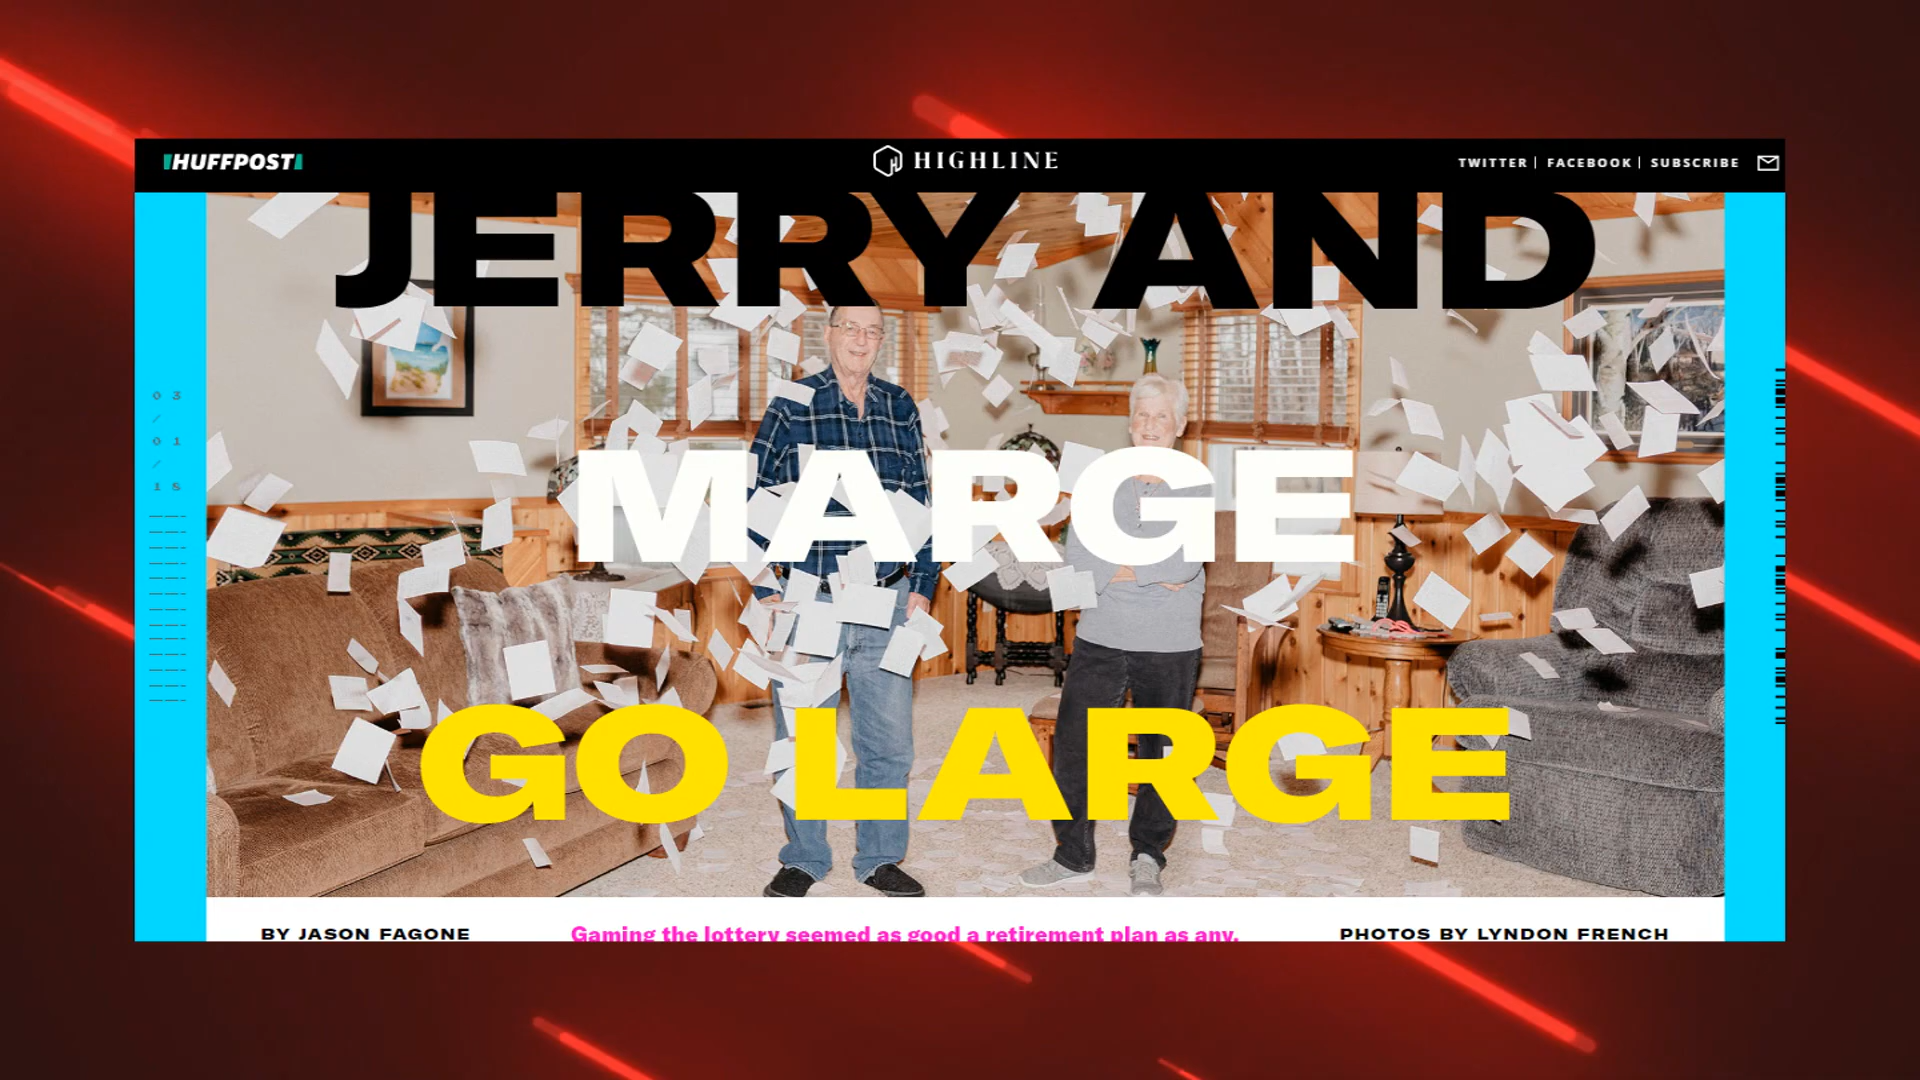 HUFFPOST
HIGHLINE
TWITTER | FACEBOOK | SUBSCRIBE
JERRY AND
MARGE
GO LARGE
03
/
01
/
18
BY JASON FAGONE
Gaming the lottery seemed as good a retirement plan as any.
PHOTOS BY LYNDON FRENCH